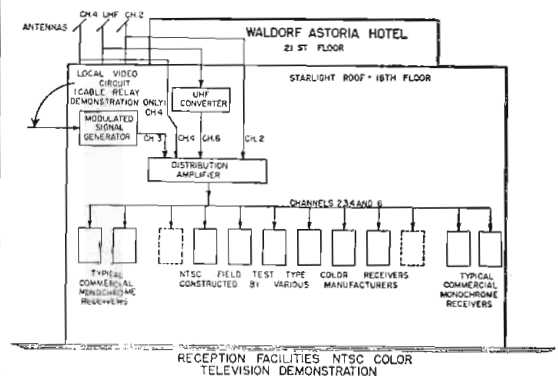 ANTENNAS
CH.4 UHF CH.2
WALDORF ASTORIA HOTEL
21 ST FLOOR
STARLIGHT ROOF - 18TH FLOOR
LOCAL VIDEO
CIRCUIT
(CABLE RELAY
DEMONSTRATION ONLY)
CH.4
UHF
CONVERTER
MODULATED
SIGNAL
GENERATOR
CH.3
CH.4
CH.6
CH.2
DISTRIBUTION
AMPLIFIER
CHANNELS 2,3,4 AND 6
TYPICAL
COMMERCIAL
MONOCHROME
RECEIVERS
NTSC FIELD TEST TYPE COLOR RECEIVERS
CONSTRUCTED BY VARIOUS MANUFACTURERS
TYPICAL
COMMERCIAL
MONOCHROME
RECEIVERS
RECEPTION FACILITIES NTSC COLOR
TELEVISION DEMONSTRATION